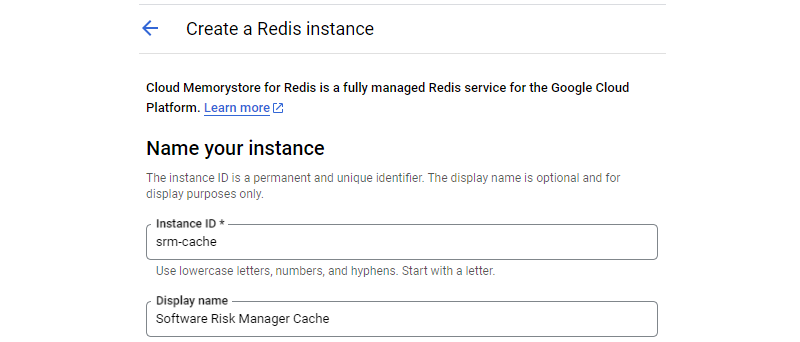 Create a Redis instance
Cloud Memorystore for Redis is a fully managed Redis service for the Google Cloud
Platform. Learn more
Name your instance
The instance ID is a permanent and unique identifier. The display name is optional and for
display purposes only.
Instance ID *
srm-cache
Use lowercase letters, numbers, and hyphens. Start with a letter.
Display name
Software Risk Manager Cache